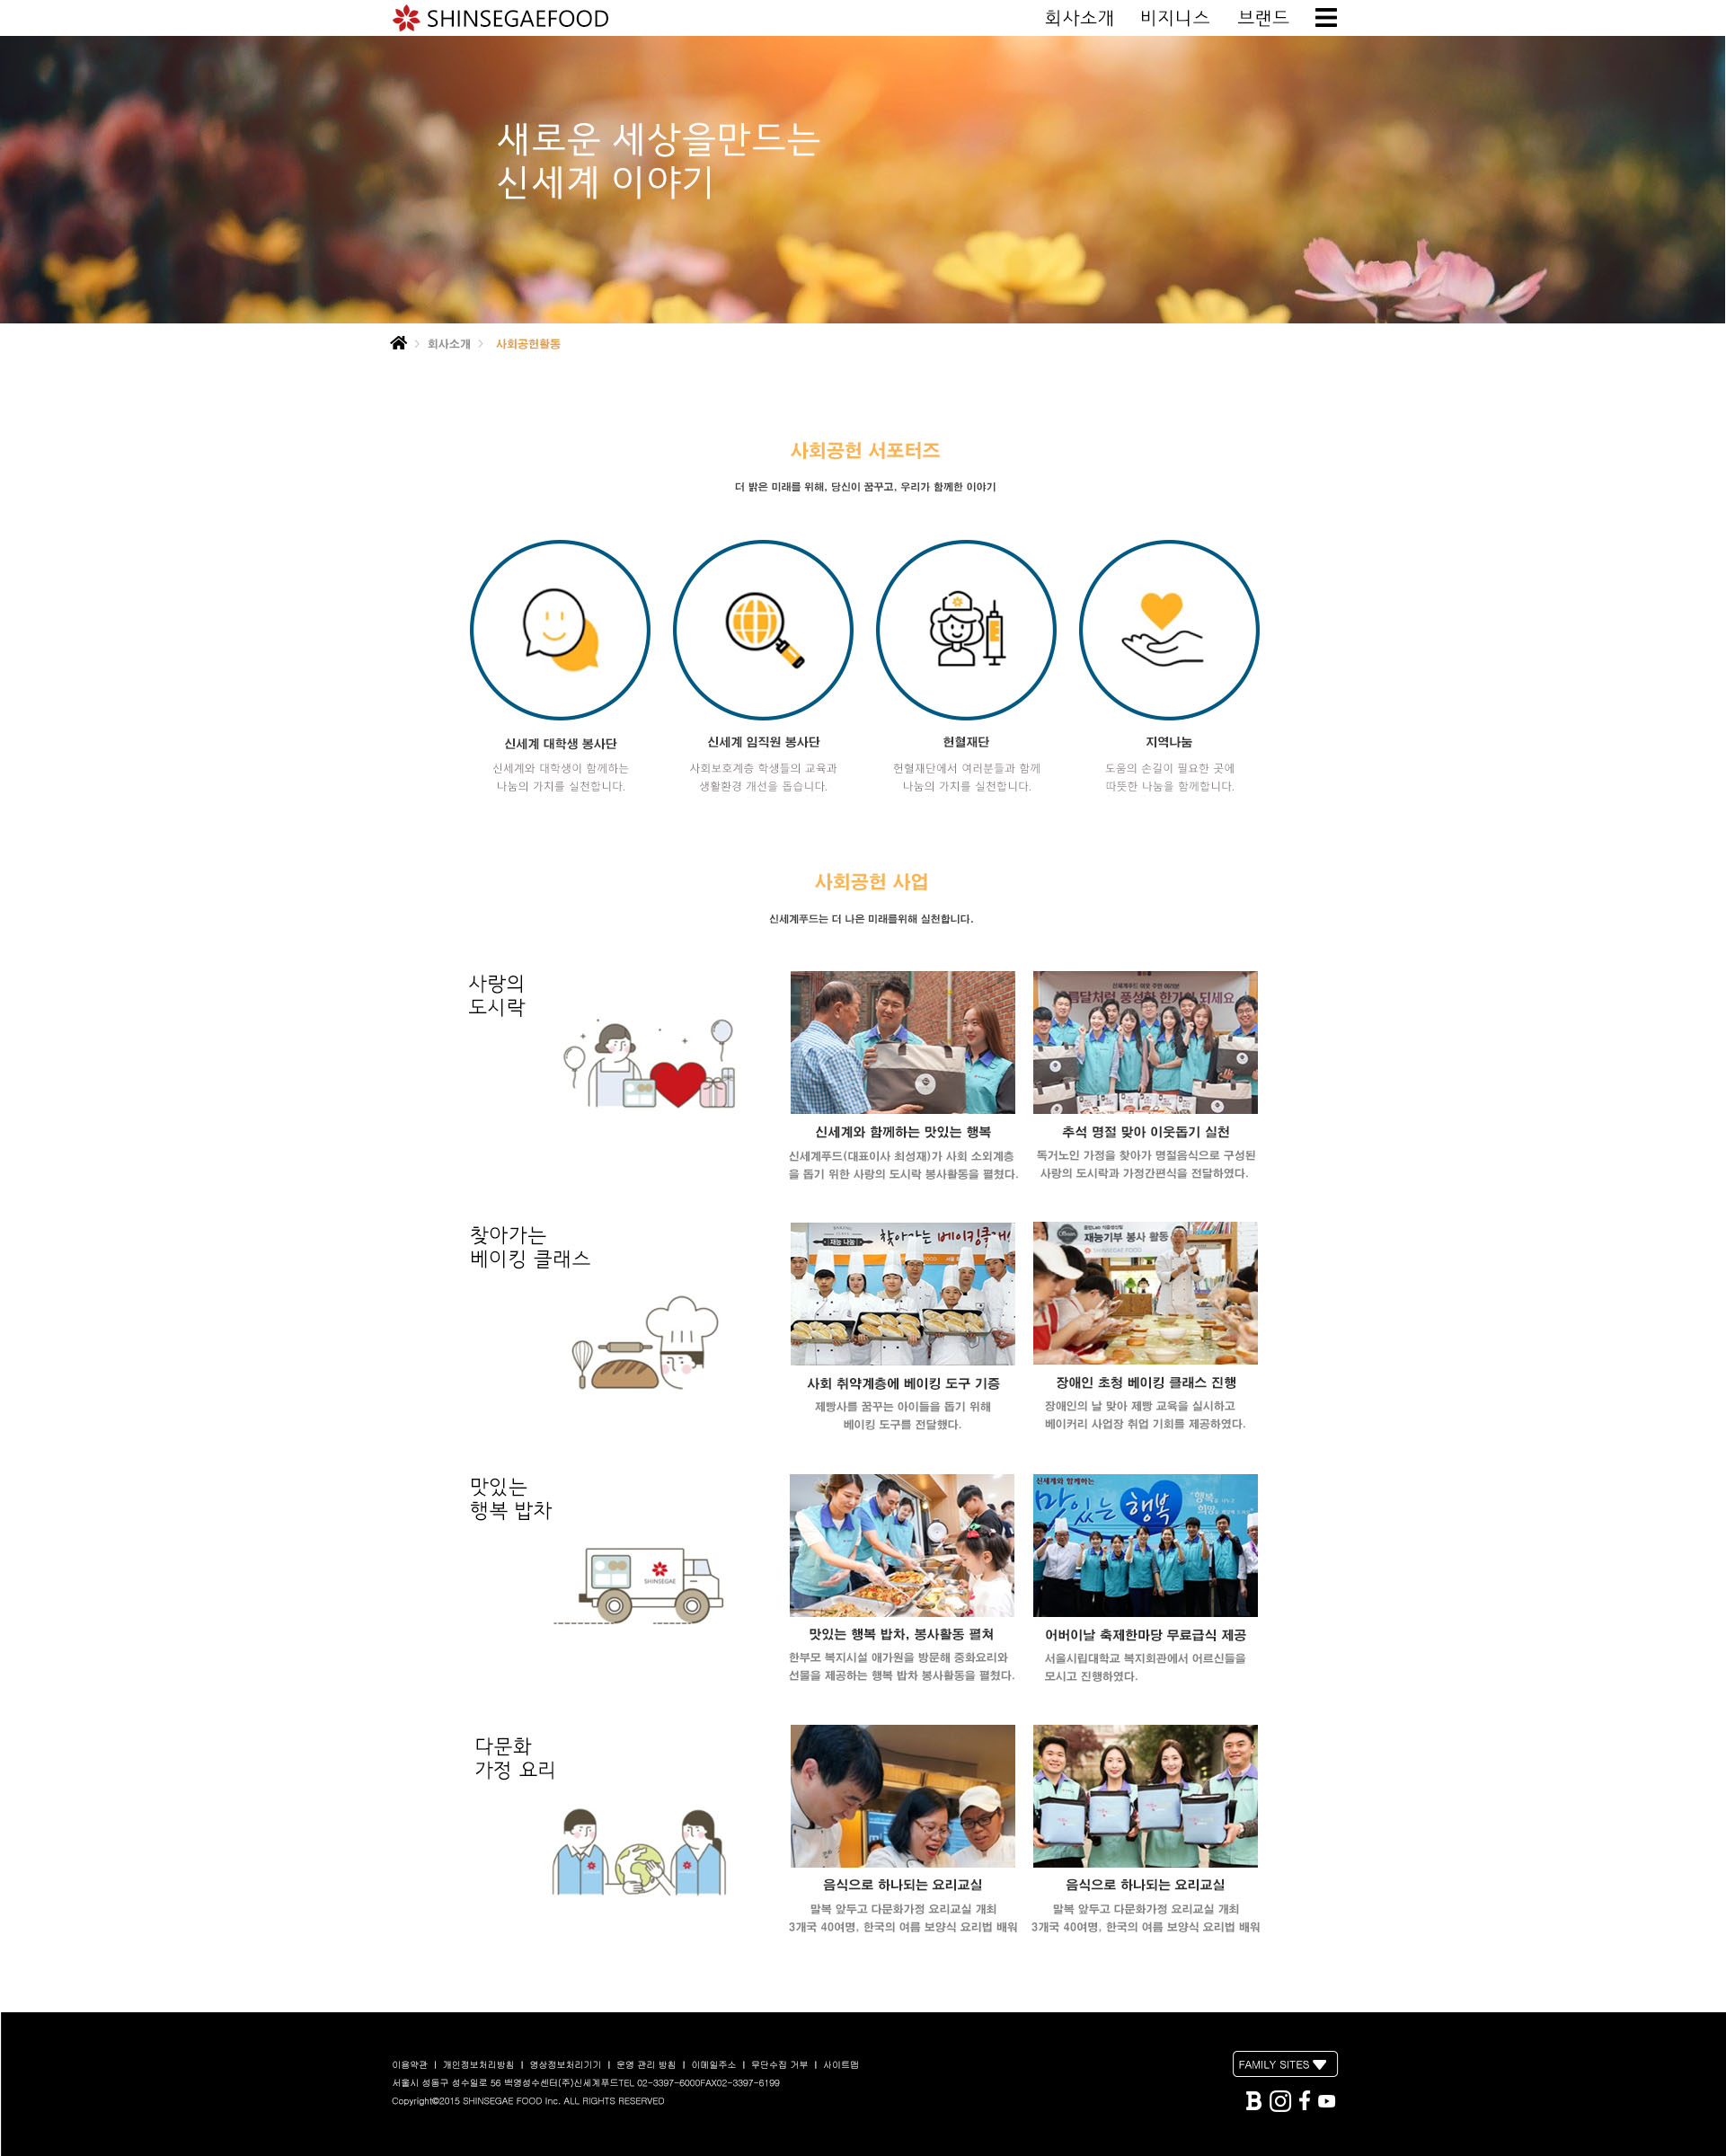 SHINSEGAEFOOD
회사소개 비지니스 브랜드
새로운 세상을만드는
신세계 이야기
회사소개 사회공헌활동
사회공헌 서포터즈
더 밝은 미래를 위해, 당신이 꿈꾸고, 우리가 함께한 이야기
신세계 대학생 봉사단
신세계와 대학생이 함께하는
나눔의 가치를 실천합니다.
신세계 임직원 봉사단
사회보호계층 학생들의 교육과
생활환경 개선을 돕습니다.
헌혈재단
헌혈재단에서 여러분들과 함께
나눔의 가치를 실천합니다.
지역나눔
도움의 손길이 필요한 곳에
따뜻한 나눔을 함께합니다.
사회공헌 사업
신세계푸드는 더 나은 미래를위해 실천합니다.
사랑의
도시락
름달처럼 풍성한 한가위 되세요
신세계와 함께하는 맛있는 행복
신세계푸드(대표이사 최성재)가 사회 소외계층
을 돕기 위한 사랑의 도시락 봉사활동을 펼쳤다.
추석 명절 맞아 이웃돕기 실천
독거노인 가정을 찾아가 명절음식으로 구성된
사랑의 도시락과 가정간편식을 전달하였다.
찾아가는
베이킹 클래스
재능 나눔
찾아가는 베이킹클래스
재능기부 봉사 활동
SHINSEGAE FOOD
사회 취약계층에 베이킹 도구 기증
제빵사를 꿈꾸는 아이들을 돕기 위해
베이킹 도구를 전달했다.
장애인 초청 베이킹 클래스 진행
장애인의 날 맞아 제빵 교육을 실시하고
베이커리 사업장 취업 기회를 제공하였다.
맛있는
행복 밥차
SHINSEGAE
신세계와 함께하는
맛있는 행복
맛있는 행복 밥차, 봉사활동 펼쳐
한부모 복지시설 애가원을 방문해 중화요리와
선물을 제공하는 행복 밥차 봉사활동을 펼쳤다.
어버이날 축제한마당 무료급식 제공
서울시립대학교 복지회관에서 어르신들을
모시고 진행하였다.
다문화
가정 요리
음식으로 하나되는 요리교실
말복 앞두고 다문화가정 요리교실 개최
3개국 40여명, 한국의 여름 보양식 요리법 배워
음식으로 하나되는 요리교실
말복 앞두고 다문화가정 요리교실 개최
3개국 40여명, 한국의 여름 보양식 요리법 배워
이용약관 | 개인정보처리방침 | 영상정보처리기기 | 운영 관리 방침 | 이메일주소 | 무단수집 거부 | 사이트맵
서울시 성동구 성수일로 56 백영성수센터(주)신세계푸드TEL 02-3397-6000FAX02-3397-6199
Copyright©2015 SHINSEGAE FOOD Inc. ALL RIGHTS RESERVED
FAMILY SITES